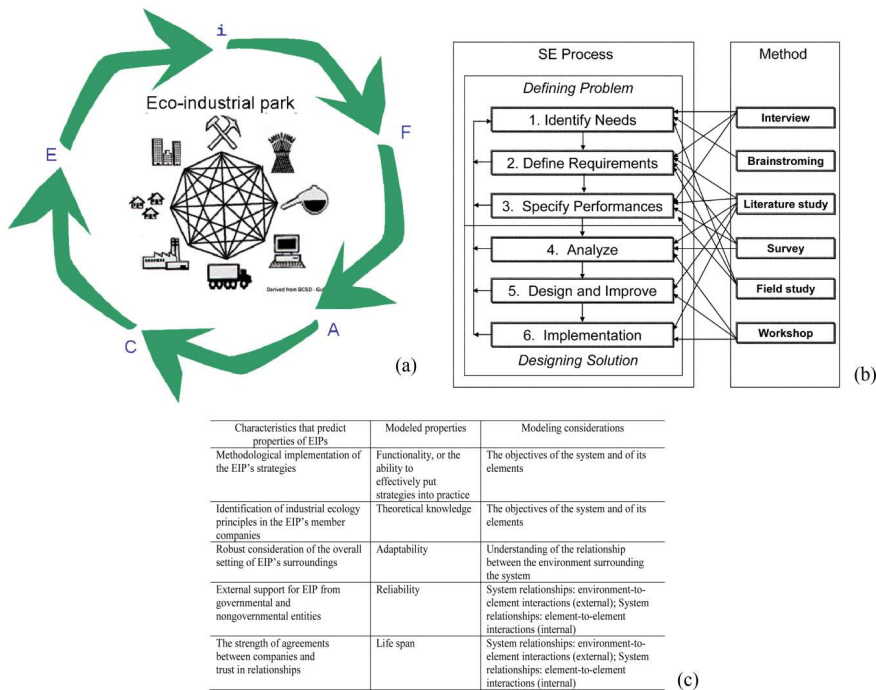 i
Eco-industrial park
F
E
Derived from BCSD - Gul
C
A
(a)
SE Process
Method
Defining Problem
1. Identify Needs
2. Define Requirements
3. Specify Performances
4. Analyze
5. Design and Improve
6. Implementation
Designing Solution
Interview
Brainstroming
Literature study
Survey
Field study
Workshop
(b)
Characteristics that predict
properties of EIPs
Modeled properties
Modeling considerations
Methodological implementation of
the EIP's strategies
Functionality, or the
ability to
effectively put
strategies into practice
The objectives of the system and of its
elements
Identification of industrial ecology
principles in the EIP's member
companies
Theoretical knowledge
The objectives of the system and of its
elements
Robust consideration of the overall
setting of EIP's surroundings
Adaptability
Understanding of the relationship
between the environment surrounding
the system
External support for EIP from
governmental and
nongovernmental entities
Reliability
System relationships: environment-to-
element interactions (external); System
relationships: element-to-element
interactions (internal)
The strength of agreements
between companies and
trust in relationships
Life span
System relationships: environment-to-
element interactions (external); System
relationships: element-to-element
interactions (internal)
(c)